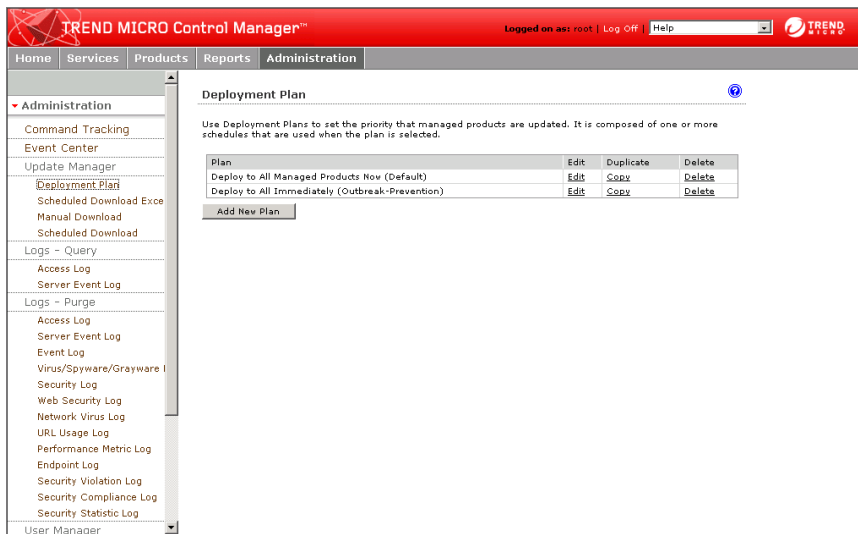 TREND MICRO Control Manager™
Logged on as: root | Log Off | Help
TREND MICRO
Home Services Products Reports Administration
Administration
Command Tracking
Event Center
Update Manager
Deployment Plan
Scheduled Download Exce
Manual Download
Scheduled Download
Logs - Query
Access Log
Server Event Log
Logs - Purge
Access Log
Server Event Log
Event Log
Virus/Spyware/Grayware
Security Log
Web Security Log
Network Virus Log
URL Usage Log
Performance Metric Log
Endpoint Log
Security Violation Log
Security Compliance Log
Security Statistic Log
User Manager
Deployment Plan
Use Deployment Plans to set the priority that managed products are updated. It is composed of one or more
schedules that are used when the plan is selected.
Plan Edit Duplicate Delete
Deploy to All Managed Products Now (Default) Edit Copy Delete
Deploy to All Immediately (Outbreak-Prevention) Edit Copy Delete
Add New Plan